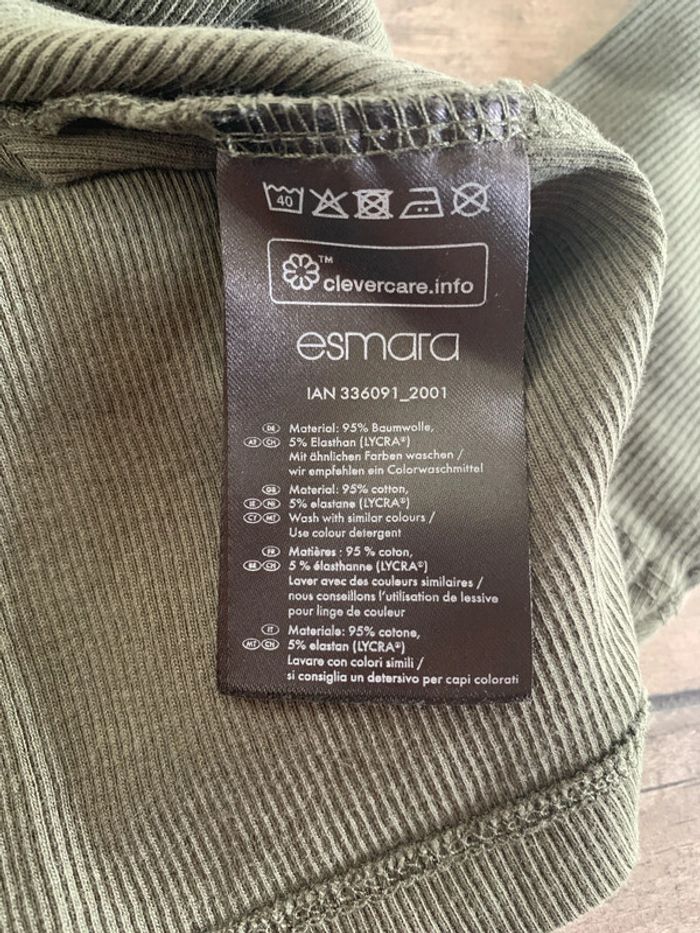 40
™
clevercare.info
esmara
IAN 336091_2001
DE Material: 95% Baumwolle,
AT CH 5% Elasthan (LYCRA®)
Mit ähnlichen Farben waschen /
wir empfehlen ein Colorwaschmittel
GB Material: 95% cotton,
IE NI 5% elastane (LYCRA®)
CY MT Wash with similar colours /
Use colour detergent
FR Matières : 95 % coton,
BE CH 5 % élasthanne (LYCRA®)
Laver avec des couleurs similaires /
nous conseillons l'utilisation de lessive
pour linge de couleur
IT Materiale: 95% cotone,
MT CH 5% elastan (LYCRA®)
Lavare con colori simili /
si consiglia un detersivo per capi colorati